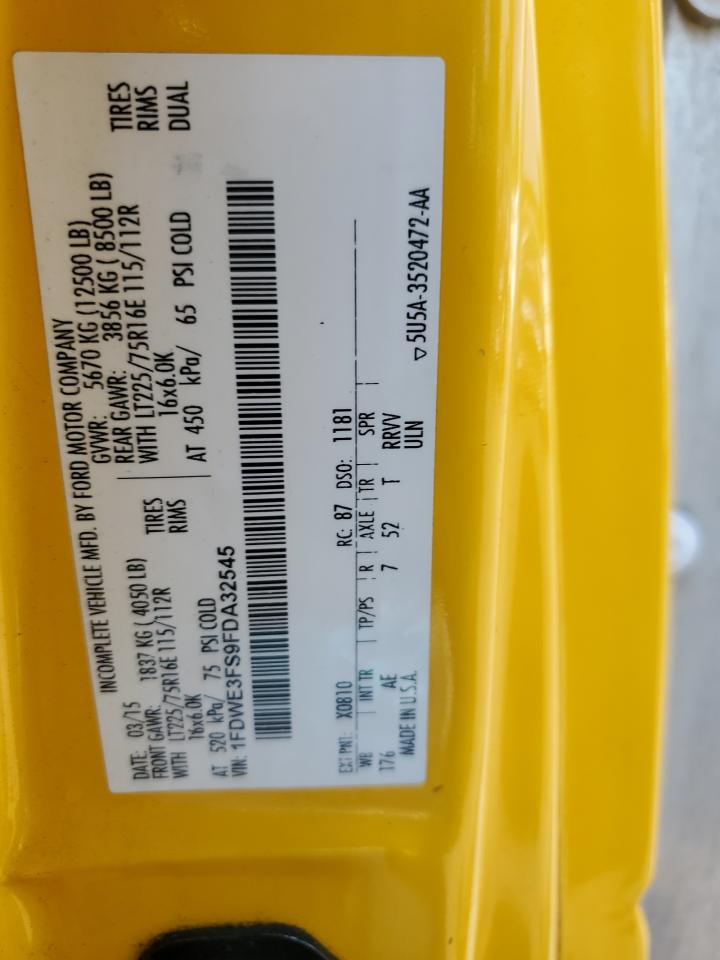 INCOMPLETE VEHICLE MFD. BY FORD MOTOR COMPANY
DATE: 03/15 GVWR: 5670 KG (12500 LB)
FRONT GAWR: 1837 KG ( 4050 LB) REAR GAWR: 3856 KG ( 8500 LB)
WITH LT225/75R16E 115/112R TIRES WITH LT225/75R16E 115/112R TIRES
16x6.0K RIMS 16x6.0K RIMS
AT 520 kPa/ 75 PSI COLD AT 450 kPa/ 65 PSI COLD DUAL
VIN: 1FDWE3FS9FDA32545
EXT PNT: X0810 RC: 87 DSO: 1181
WB INT TR TP/PS R AXLE TR SPR
176 AE 7 52 T RRVV
MADE IN U.S.A. ULN
▽ 5U5A-3520472-AA